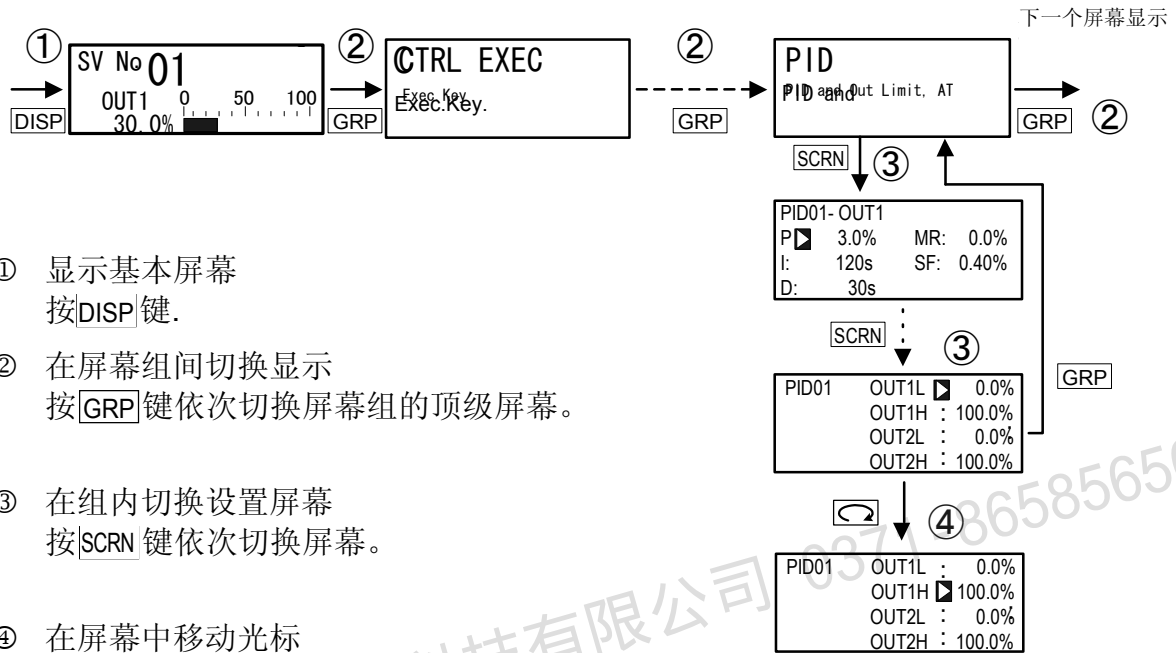 下一个屏幕显示
① ② ②
SV No 01
OUT1 0 50 100
30.0%
DISP
GRP
CTRL EXEC
Exec.Key.
GRP
PID
PID and Out Limit, AT
GRP ②
SCRN ③
PID01- OUT1
P 3.0% MR: 0.0%
I: 120s SF: 0.40%
D: 30s
SCRN ③
GRP
PID01 OUT1L 0.0%
OUT1H : 100.0%
OUT2L : 0.0%
OUT2H : 100.0%
④
PID01 OUT1L : 0.0%
OUT1H 100.0%
OUT2L : 0.0%
OUT2H : 100.0%
① 显示基本屏幕
按DISP键.
② 在屏幕组间切换显示
按GRP键依次切换屏幕组的顶级屏幕。
③ 在组内切换设置屏幕
按SCRN键依次切换屏幕。
④ 在屏幕中移动光标
技有限公司 0371-8658565